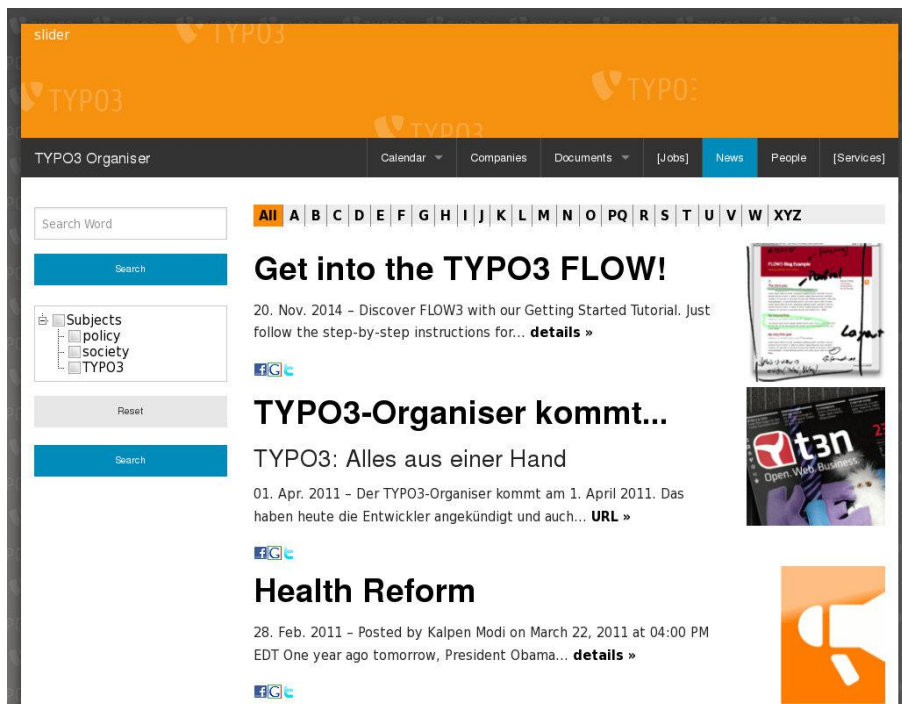 slider
TYPO3
TYPO3
TYPO3
TYPO3
TYPO3 Organiser
Calendar
Companies
Documents
[Jobs]
News
People
[Services]
Search Word
Search
Subjects
policy
society
TYPO3
Reset
Search
All A B C D E F G H I J K L M N O PQ R S T U V W XYZ
Get into the TYPO3 FLOW!
20. Nov. 2014 – Discover FLOW3 with our Getting Started Tutorial. Just
follow the step-by-step instructions for... details »
Layout
TYPO3-Organiser kommt...
TYPO3: Alles aus einer Hand
01. Apr. 2011 – Der TYPO3-Organiser kommt am 1. April 2011. Das
haben heute die Entwickler angekündigt und auch... URL »
t3n
Open. Web. Business.
Health Reform
28. Feb. 2011 – Posted by Kalpen Modi on March 22, 2011 at 04:00 PM
EDT One year ago tomorrow, President Obama... details »